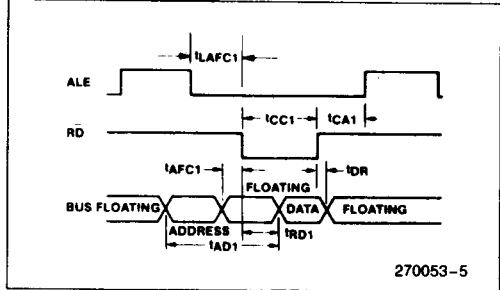 tLAFC1
ALE
tCC1
tCA1
RD
tAFC1
tDR
FLOATING
BUS FLOATING
DATA
FLOATING
ADDRESS
tRD1
tAD1
270053-5